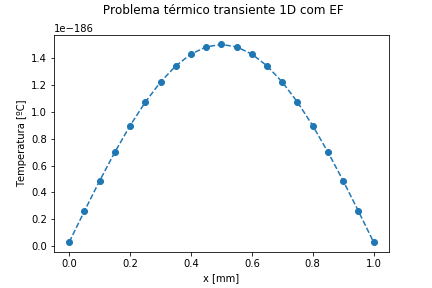 Problema térmico transiente 1D com EF
1e−186
1.4
1.2
1.0
0.8
0.6
0.4
0.2
0.0
Temperatura [ºC]
0.0 0.2 0.4 0.6 0.8 1.0
x [mm]